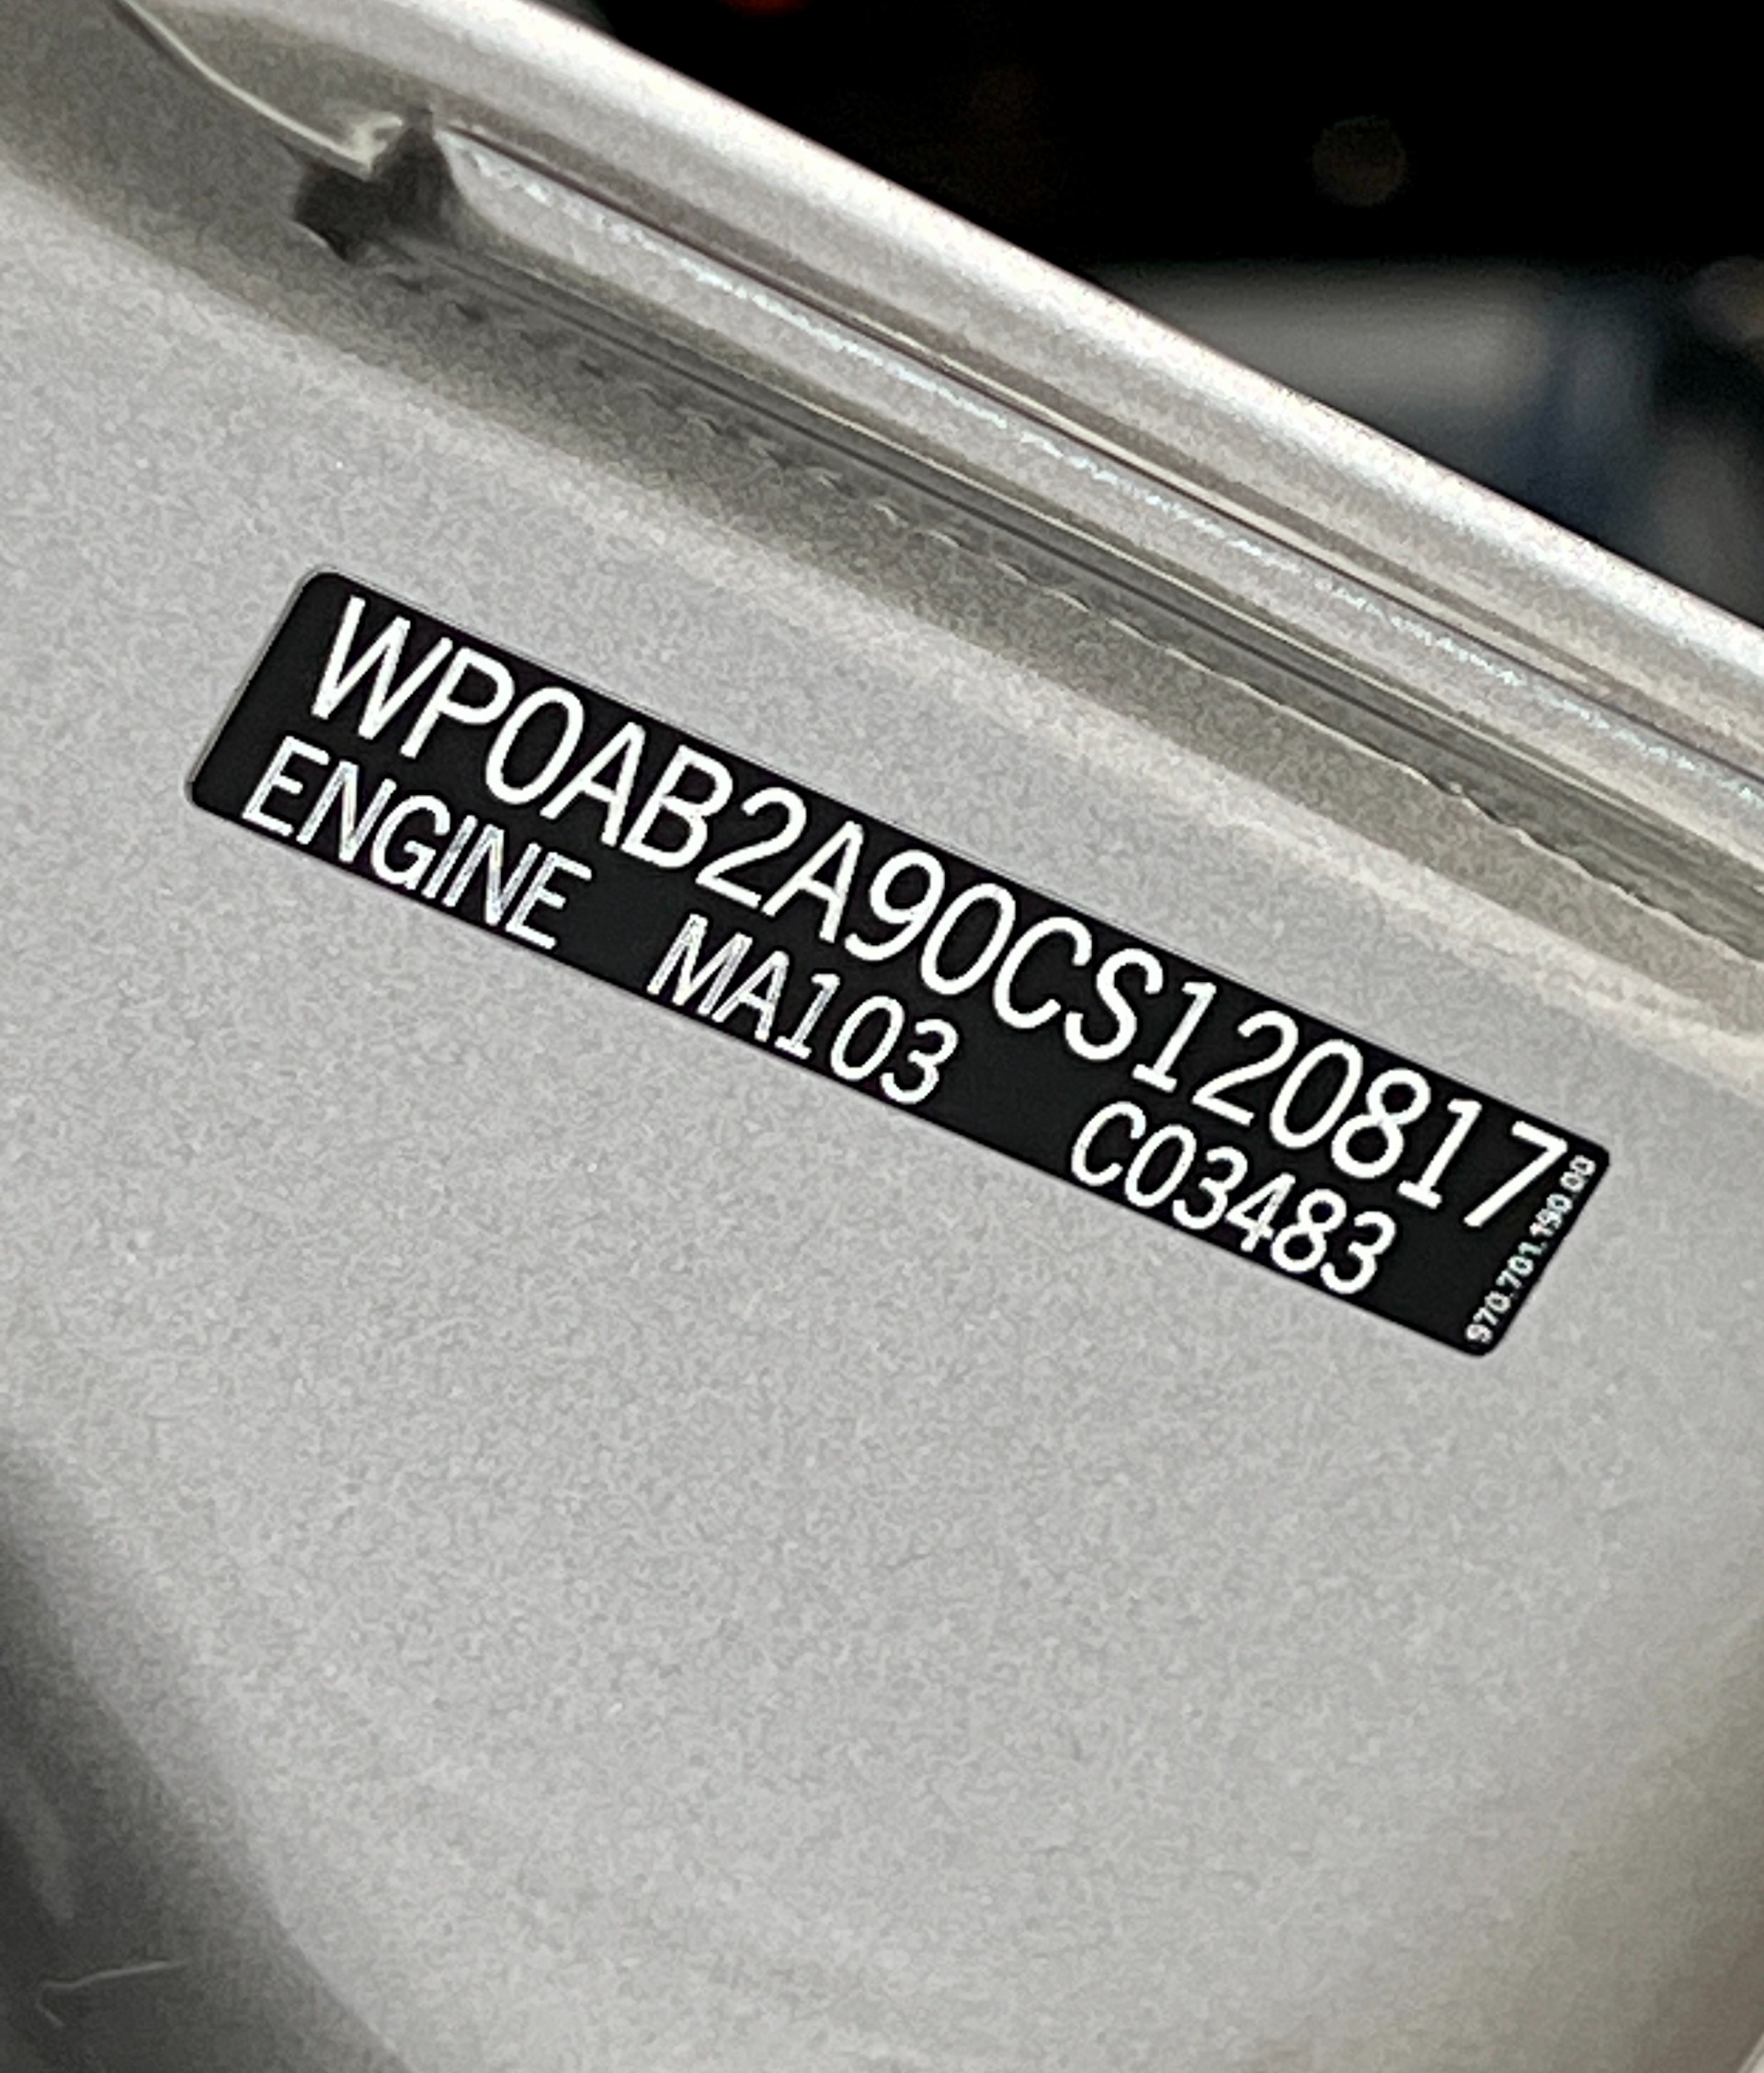 WP0AB2A90CS120817
ENGINE MA103 C03483
970.701.190.00